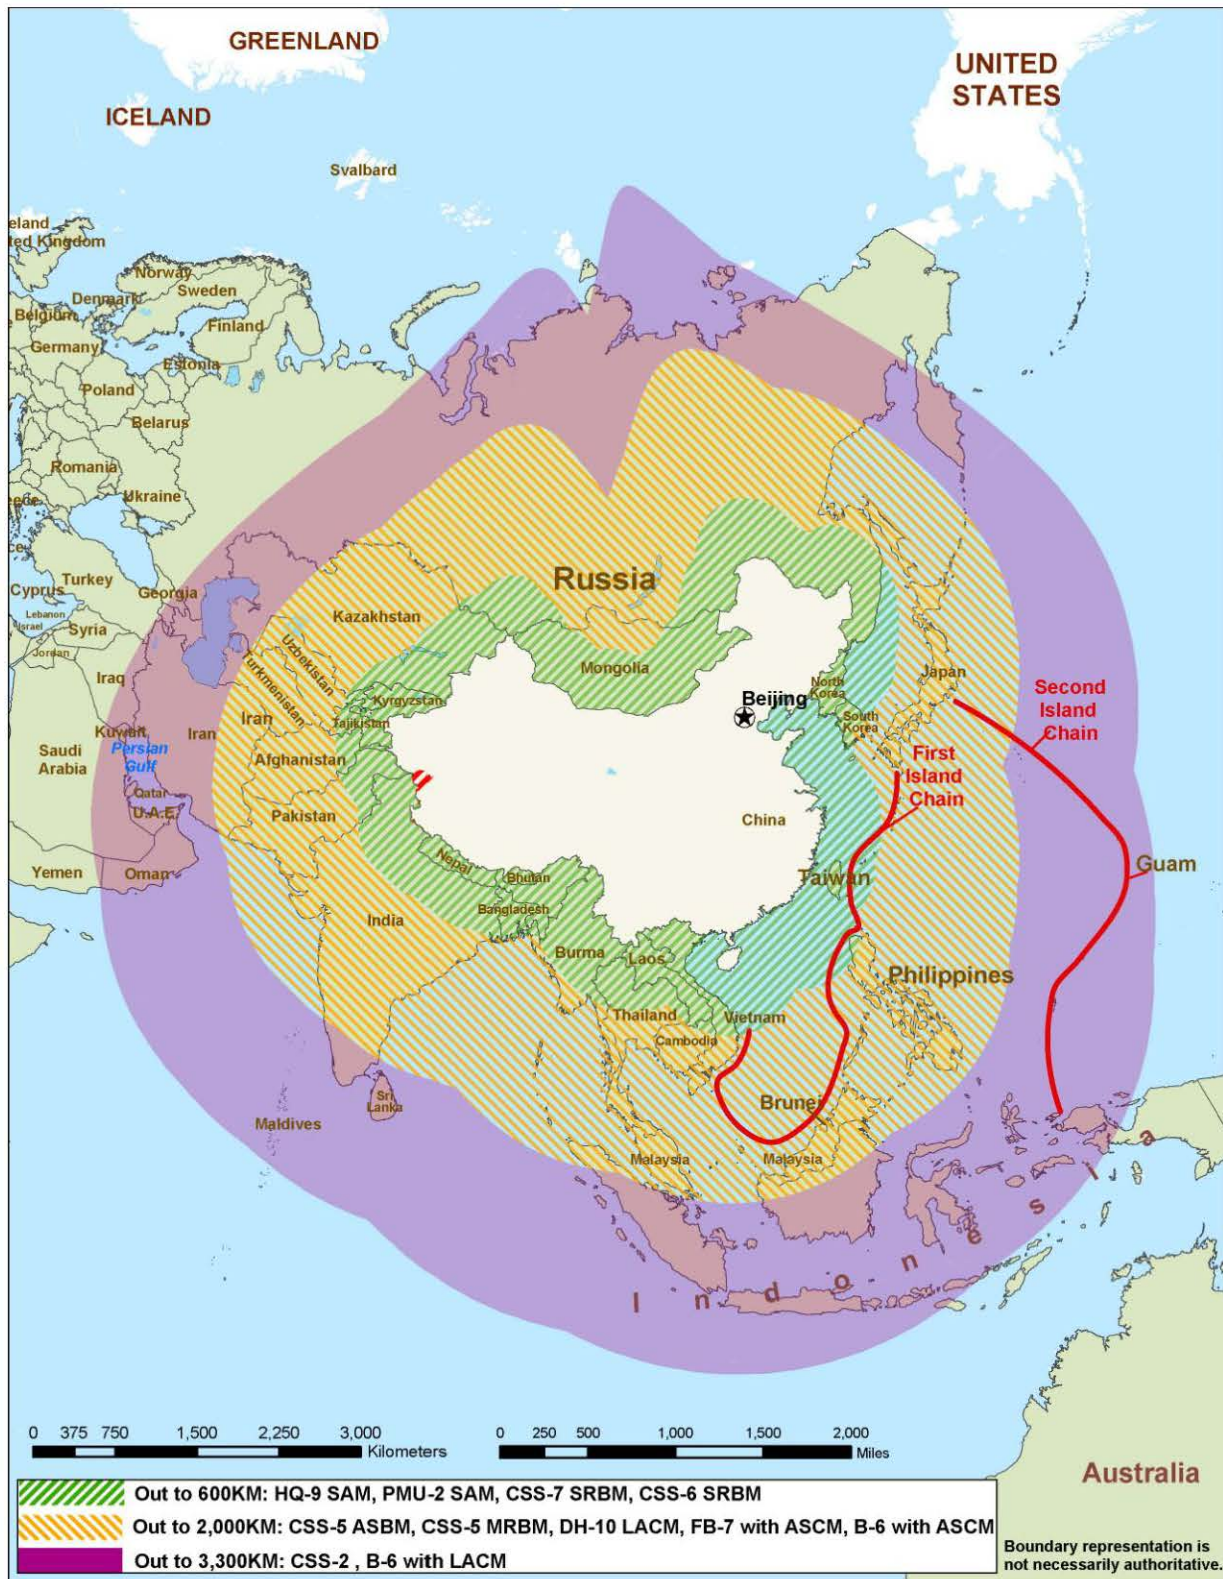 GREENLAND
UNITED
STATES
ICELAND
Svalbard
eland
ted Kingdom
Norway
Sweden
Denmark
Finland
Belgium
Germany
Estonia
Poland
Belarus
Romania
Ukraine
eece
Russia
Turkey
Georgia
ce
Cyprus
Lebanon
Israel
Syria
Jordan
Kazakhstan
Uzbekistan
Turkmenistan
Mongolia
Kyrgyzstan
Tajikistan
North
Korea
Beijing
South
Korea
Japan
Second
Island
Chain
First
Island
Chain
Iraq
Kuwait
Iran
Iran
Persian
Gulf
Saudi
Arabia
Qatar
U.A.E.
Afghanistan
Pakistan
China
Nepal
Bhutan
Bangladesh
Taiwan
Guam
Yemen
Oman
India
Burma
Laos
Philippines
Thailand
Vietnam
Cambodia
Sri
Lanka
Maldives
Brunei
Malaysia
Malaysia
Indonesia
Australia
0 375 750 1,500 2,250 3,000
Kilometers
0 250 500 1,000 1,500 2,000
Miles
Out to 600KM: HQ-9 SAM, PMU-2 SAM, CSS-7 SRBM, CSS-6 SRBM
Out to 2,000KM: CSS-5 ASBM, CSS-5 MRBM, DH-10 LACM, FB-7 with ASCM, B-6 with ASCM
Out to 3,300KM: CSS-2 , B-6 with LACM
Boundary representation is
not necessarily authoritative.